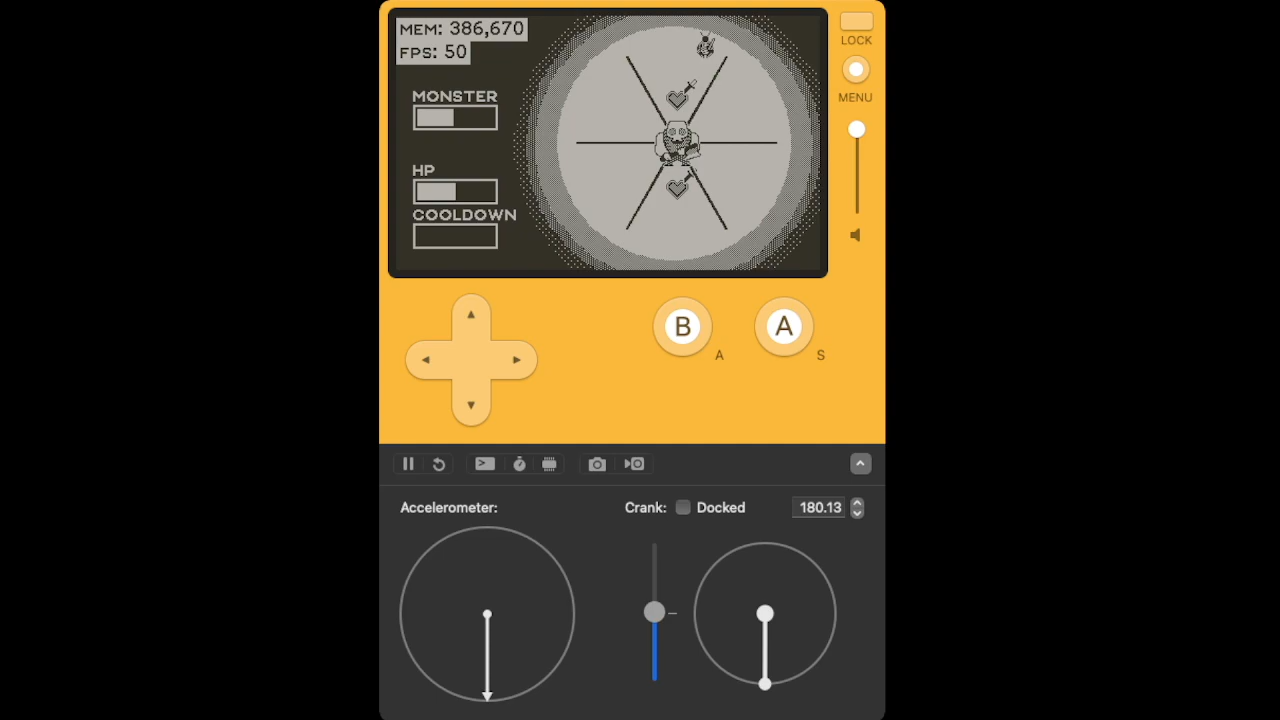 MEM: 386,670
FPS: 50
MONSTER
HP
COOLDOWN
LOCK
MENU
B
A
A
S
Accelerometer:
Crank:
Docked
180.13